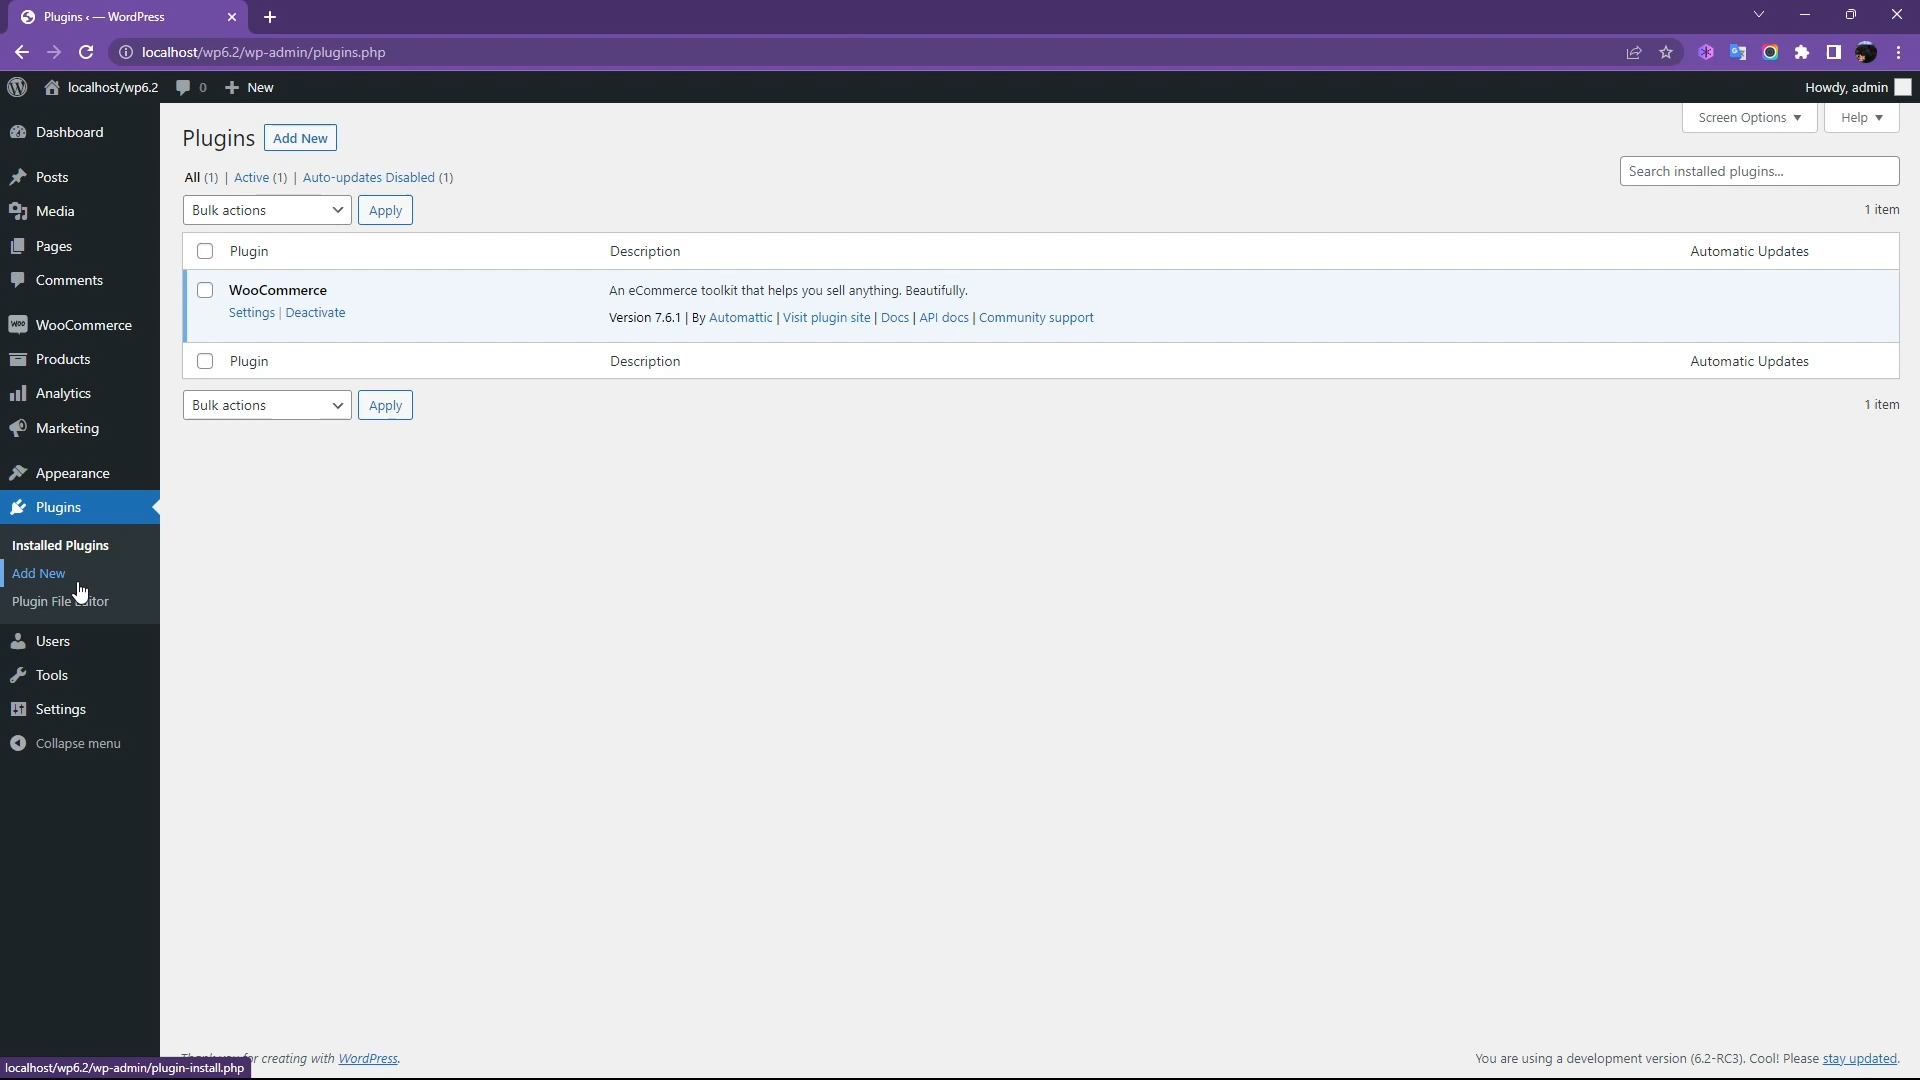 Plugins ‹ — WordPress
localhost/wp6.2/wp-admin/plugins.php
localhost/wp6.2 0 New Howdy, admin
Dashboard
Posts
Media
Pages
Comments
WooCommerce
Products
Analytics
Marketing
Appearance
Plugins
Installed Plugins
Add New
Plugin File
Users
Tools
Settings
Collapse menu
Screen Options Help
Plugins Add New
All (1) | Active (1) | Auto-updates Disabled (1)
Search installed plugins...
Bulk actions Apply 1 item
Plugin Description Automatic Updates
WooCommerce An eCommerce toolkit that helps you sell anything. Beautifully.
Settings | Deactivate Version 7.6.1 | By Automattic | Visit plugin site | Docs | API docs | Community support
Plugin Description Automatic Updates
Bulk actions Apply 1 item
creating with WordPress. You are using a development version (6.2-RC3). Cool! Please stay updated.
localhost/wp6.2/wp-admin/plugin-install.php